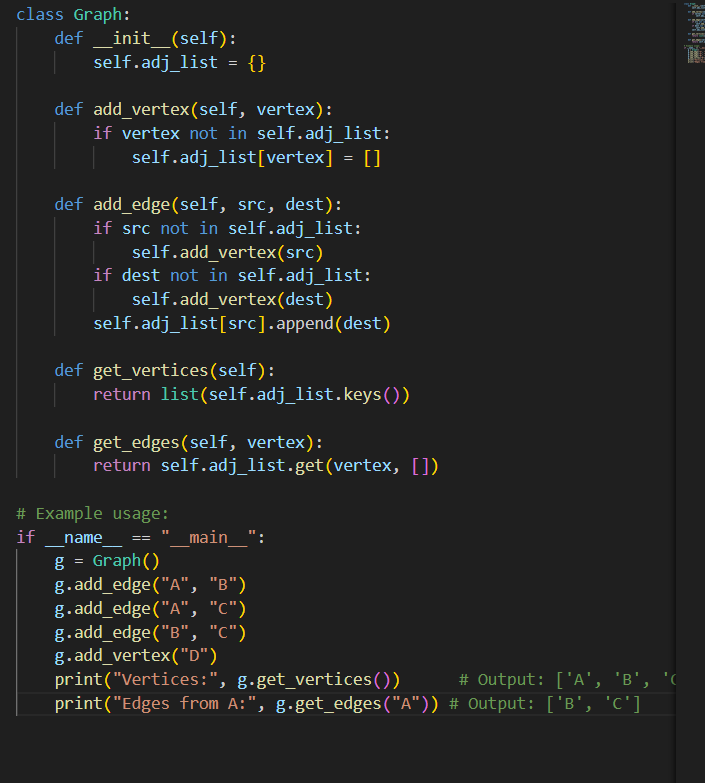 class Graph:
    def __init__(self):
        self.adj_list = {}

    def add_vertex(self, vertex):
        if vertex not in self.adj_list:
            self.adj_list[vertex] = []

    def add_edge(self, src, dest):
        if src not in self.adj_list:
            self.add_vertex(src)
        if dest not in self.adj_list:
            self.add_vertex(dest)
        self.adj_list[src].append(dest)

    def get_vertices(self):
        return list(self.adj_list.keys())

    def get_edges(self, vertex):
        return self.adj_list.get(vertex, [])

# Example usage:
if __name__ == "__main__":
    g = Graph()
    g.add_edge("A", "B")
    g.add_edge("A", "C")
    g.add_edge("B", "C")
    g.add_vertex("D")
    print("Vertices:", g.get_vertices())      # Output: ['A', 'B', '
    print("Edges from A:", g.get_edges("A")) # Output: ['B', 'C']